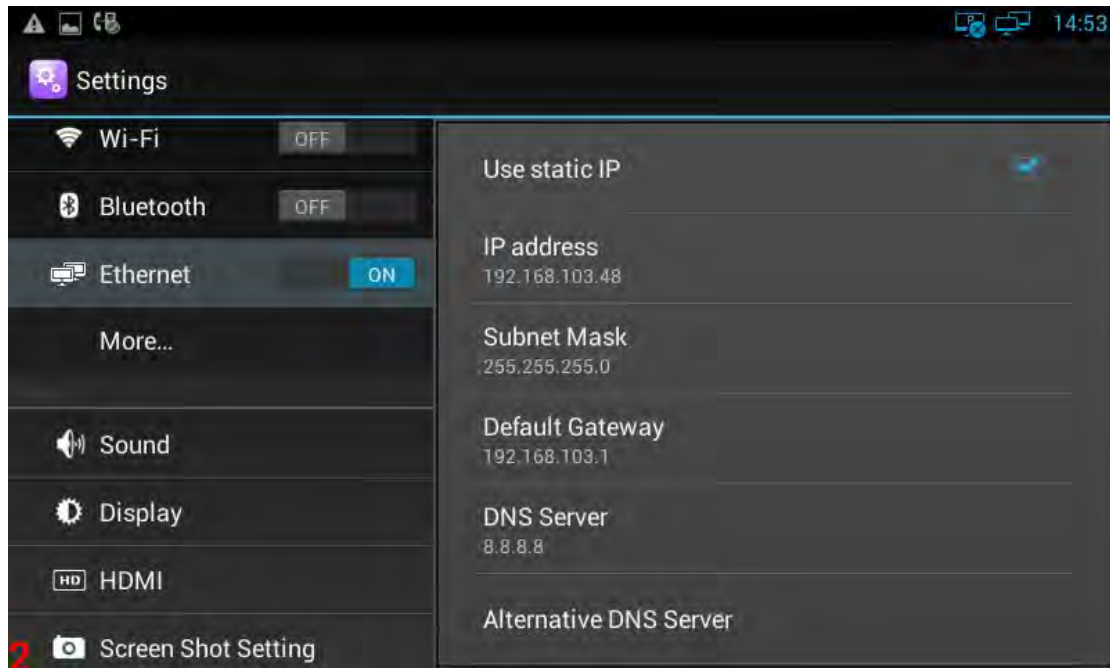 14:53
Settings
Wi-Fi OFF
Bluetooth OFF
Ethernet ON
More...
Sound
Display
HD HDMI
2 Screen Shot Setting
Use static IP
IP address
192.168.103.48
Subnet Mask
255.255.255.0
Default Gateway
192.168.103.1
DNS Server
8.8.8.8
Alternative DNS Server